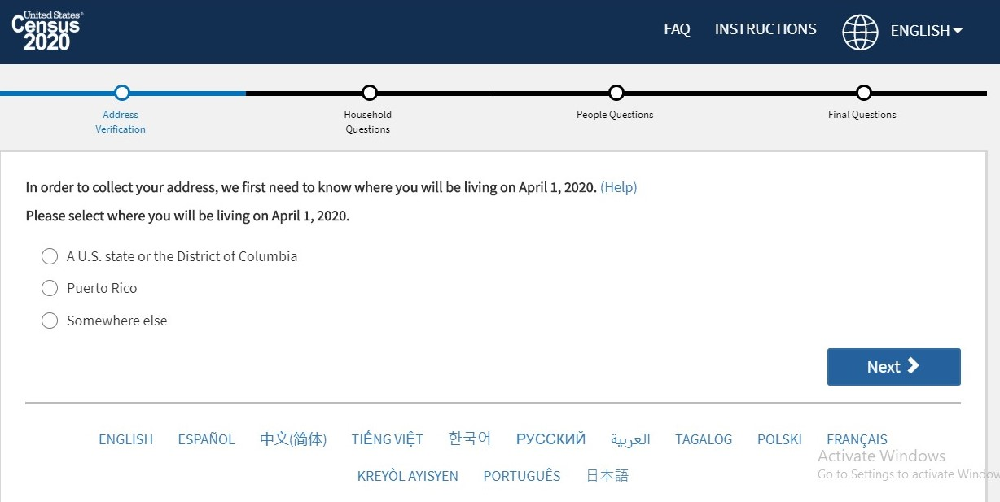 United States®
Census
2020
FAQ INSTRUCTIONS ENGLISH
Address
Verification
Household
Questions
People Questions
Final Questions
In order to collect your address, we first need to know where you will be living on April 1, 2020. (Help)
Please select where you will be living on April 1, 2020.
A U.S. state or the District of Columbia
Puerto Rico
Somewhere else
Next
ENGLISH ESPAÑOL 中文(简体) TIẾNG VIỆT 한국어 РУССКИЙ العربية TAGALOG POLSKI FRANÇAIS
Activate Windows
Go to Settings to activate Window
KREYÒL AYISYEN PORTUGUÊS 日本語